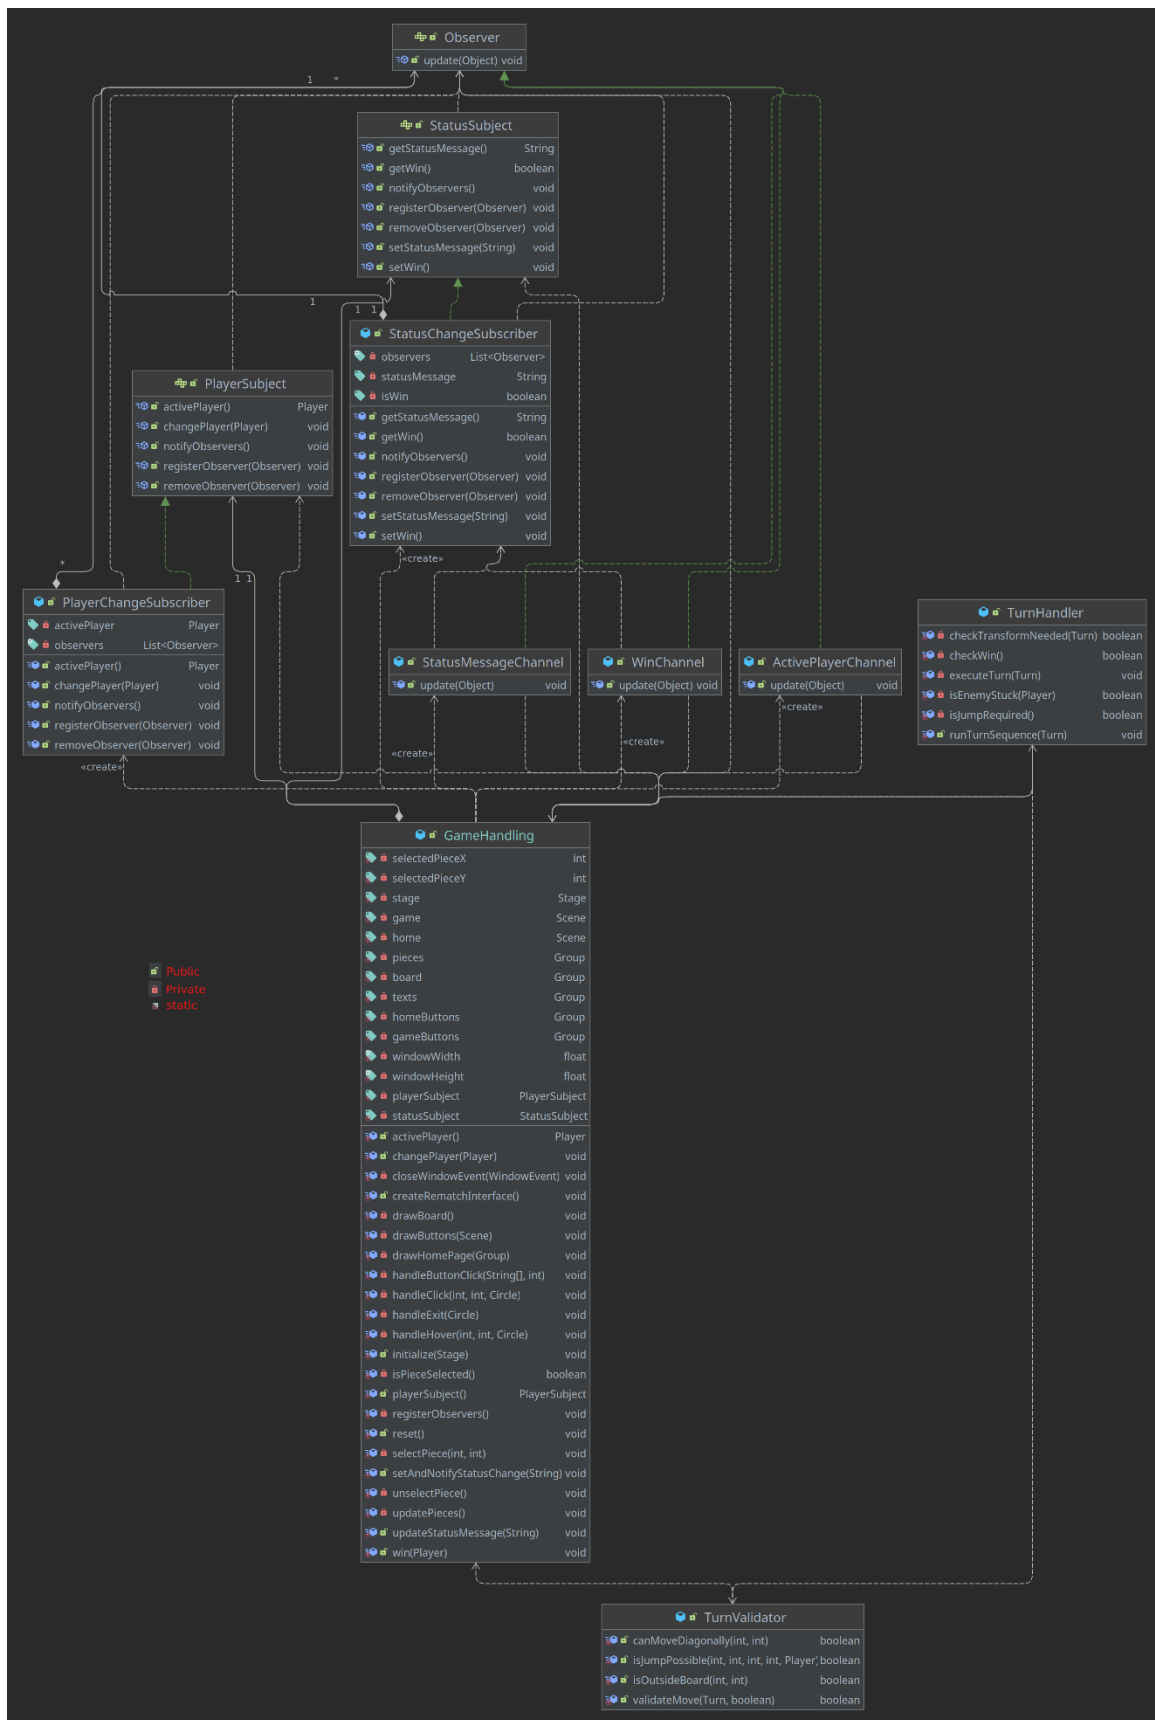 Observer
update(Object) void
1 *
StatusSubject
getStatusMessage() String
getWin() boolean
notifyObservers() void
registerObserver(Observer) void
removeObserver(Observer) void
setStatusMessage(String) void
setWin() void
1 1 1
StatusChangeSubscriber
observers List<Observer>
statusMessage String
isWin boolean
getStatusMessage() String
getWin() boolean
notifyObservers() void
registerObserver(Observer) void
removeObserver(Observer) void
setStatusMessage(String) void
setWin() void
«create»
PlayerSubject
activePlayer() Player
changePlayer(Player) void
notifyObservers() void
registerObserver(Observer) void
removeObserver(Observer) void
*
1 1
PlayerChangeSubscriber
activePlayer Player
observers List<Observer>
activePlayer() Player
changePlayer(Player) void
notifyObservers() void
registerObserver(Observer) void
removeObserver(Observer) void
«create»
StatusMessageChannel
update(Object) void
«create»
WinChannel
update(Object) void
«create»
ActivePlayerChannel
update(Object) void
«create»
TurnHandler
checkTransformNeeded(Turn) boolean
checkWin() boolean
executeTurn(Turn) void
isEnemyStuck(Player) boolean
isJumpRequired() boolean
runTurnSequence(Turn) void
GameHandling
selectedPieceX int
selectedPieceY int
stage Stage
game Scene
home Scene
pieces Group
board Group
texts Group
homeButtons Group
gameButtons Group
windowWidth float
windowHeight float
playerSubject PlayerSubject
statusSubject StatusSubject
activePlayer() Player
changePlayer(Player) void
closeWindowEvent(WindowEvent) void
createRematchInterface() void
drawBoard() void
drawButtons(Scene) void
drawHomePage(Group) void
handleButtonClick(String[], int) void
handleClick(int, int, Circle) void
handleExit(Circle) void
handleHover(int, int, Circle) void
initialize(Stage) void
isPieceSelected() boolean
playerSubject() PlayerSubject
registerObservers() void
reset() void
selectPiece(int, int) void
setAndNotifyStatusChange(String) void
unselectPiece() void
updatePieces() void
updateStatusMessage(String) void
win(Player) void
Public
Private
static
TurnValidator
canMoveDiagonally(int, int) boolean
isJumpPossible(int, int, int, int, Player) boolean
isOutsideBoard(int, int) boolean
validateMove(Turn, boolean) boolean